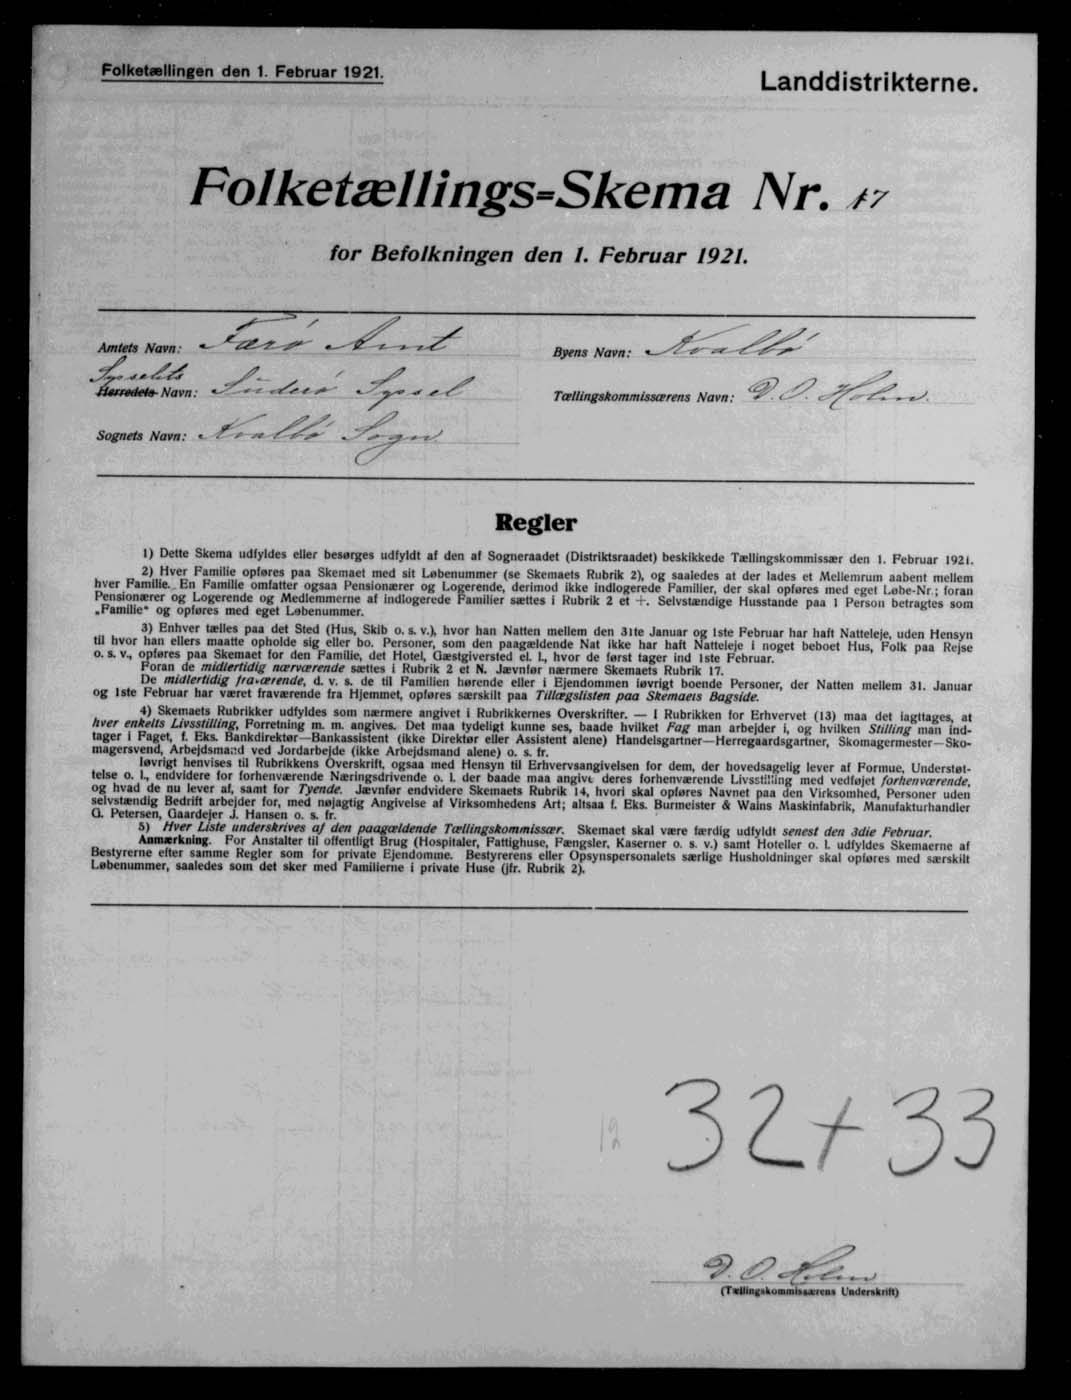 Folketællingen den 1. Februar 1921.
Landdistrikterne.
Folketællings=Skema Nr. 17
for Befolkningen den 1. Februar 1921.
Amtets Navn: Færø Amt
Byens Navn: Kvalbø
Sysselets
Herredets Navn: Suderø Syssel
Tællingskommissærens Navn: D. O. Holm.
Sognets Navn: Kvalbø Sogn
Regler
1) Dette Skema udfyldes eller besørges udfyldt af den af Sogneraadet (Distriktsraadet) beskikkede Tællingskommissær den 1. Februar 1921.
2) Hver Familie opføres paa Skemaet med sit Løbenummer (se Skemaets Rubrik 2), og saaledes at der lades et Mellemrum aabent mellem
hver Familie. En Familie omfatter ogsaa Pensionærer og Logerende, derimod ikke indlogerede Familier, der skal opføres med eget Løbe-Nr.; foran
Pensionærer og Logerende og Medlemmerne af indlogerede Familier sættes i Rubrik 2 et +. Selvstændige Husstande paa 1 Person betragtes som
„Familie“ og opføres med eget Løbenummer.
3) Enhver tælles paa det Sted (Hus, Skib o. s. v.), hvor han Natten mellem den 31te Januar og 1ste Februar har haft Natteleje, uden Hensyn
til hvor han ellers maatte opholde sig eller bo. Personer, som den paagældende Nat ikke har haft Natteleje i noget beboet Hus, Folk paa Rejse
o. s. v., opføres paa Skemaet for den Familie, det Hotel, Gæstgiversted el. l., hvor de først tager ind 1ste Februar.
Foran de midlertidig nærværende sættes i Rubrik 2 et N. Jævnfør nærmere Skemaets Rubrik 17.
De midlertidig fraværende, d. v. s. de til Familien hørende eller i Ejendommen iøvrigt boende Personer, der Natten mellem 31. Januar
og 1ste Februar har været fraværende fra Hjemmet, opføres særskilt paa Tillægslisten paa Skemaets Bagside.
4) Skemaets Rubrikker udfyldes som nærmere angivet i Rubrikkernes Overskrifter. — I Rubrikken for Erhvervet (13) maa det iagttages, at
hver enkelts Livsstilling, Forretning m. m. angives. Det maa tydeligt kunne ses, baade hvilket Fag man arbejder i, og hvilken Stilling man ind-
tager i Faget, f. Eks. Bankdirektør—Bankassistent (ikke Direktør eller Assistent alene) Handelsgartner—Herregaardsgartner, Skomagermester—Sko-
magersvend, Arbejdsmand ved Jordarbejde (ikke Arbejdsmand alene) o. s. fr.
Iøvrigt henvises til Rubrikkens Overskrift, ogsaa med Hensyn til Erhvervsangivelsen for dem, der hovedsagelig lever af Formue, Understøt-
telse o. l., endvidere for forhenværende Næringsdrivende o. l. der baade maa angive deres forhenværende Livsstilling med vedføjet forhenværende,
og hvad de nu lever af, samt for Tyende. Jævnfør endvidere Skemaets Rubrik 14, hvori skal opføres Navnet paa den Virksomhed, Personer uden
selvstændig Bedrift arbejder for, med nøjagtig Angivelse af Virksomhedens Art; altsaa f. Eks. Burmeister & Wains Maskinfabrik, Manufakturhandler
G. Petersen, Gaardejer J. Hansen o. s. fr.
5) Hver Liste underskrives af den paagældende Tællingskommissær. Skemaet skal være færdig udfyldt senest den 3die Februar.
Anmærkning. For Anstalter til offentligt Brug (Hospitaler, Fattighuse, Fængsler, Kaserner o. s. v.) samt Hoteller o. l. udfyldes Skemaerne af
Bestyrerne efter samme Regler som for private Ejendomme. Bestyrerens eller Opsynspersonalets særlige Husholdninger skal opføres med særskilt
Løbenummer, saaledes som det sker med Familierne i private Huse (jfr. Rubrik 2).
12
32 + 33
D. O. Holm
(Tællingskommissærens Underskrift)